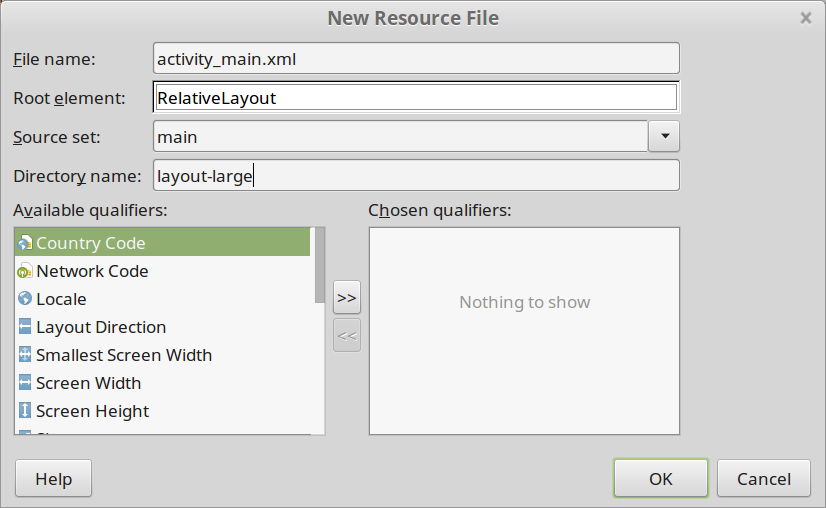 New Resource File
File name: activity_main.xml
Root element: RelativeLayout
Source set: main
Directory name: layout-large
Available qualifiers: Chosen qualifiers:
Country Code
Network Code
Locale
Layout Direction
Smallest Screen Width
Screen Width
Screen Height
>>
<<
Nothing to show
Help OK Cancel